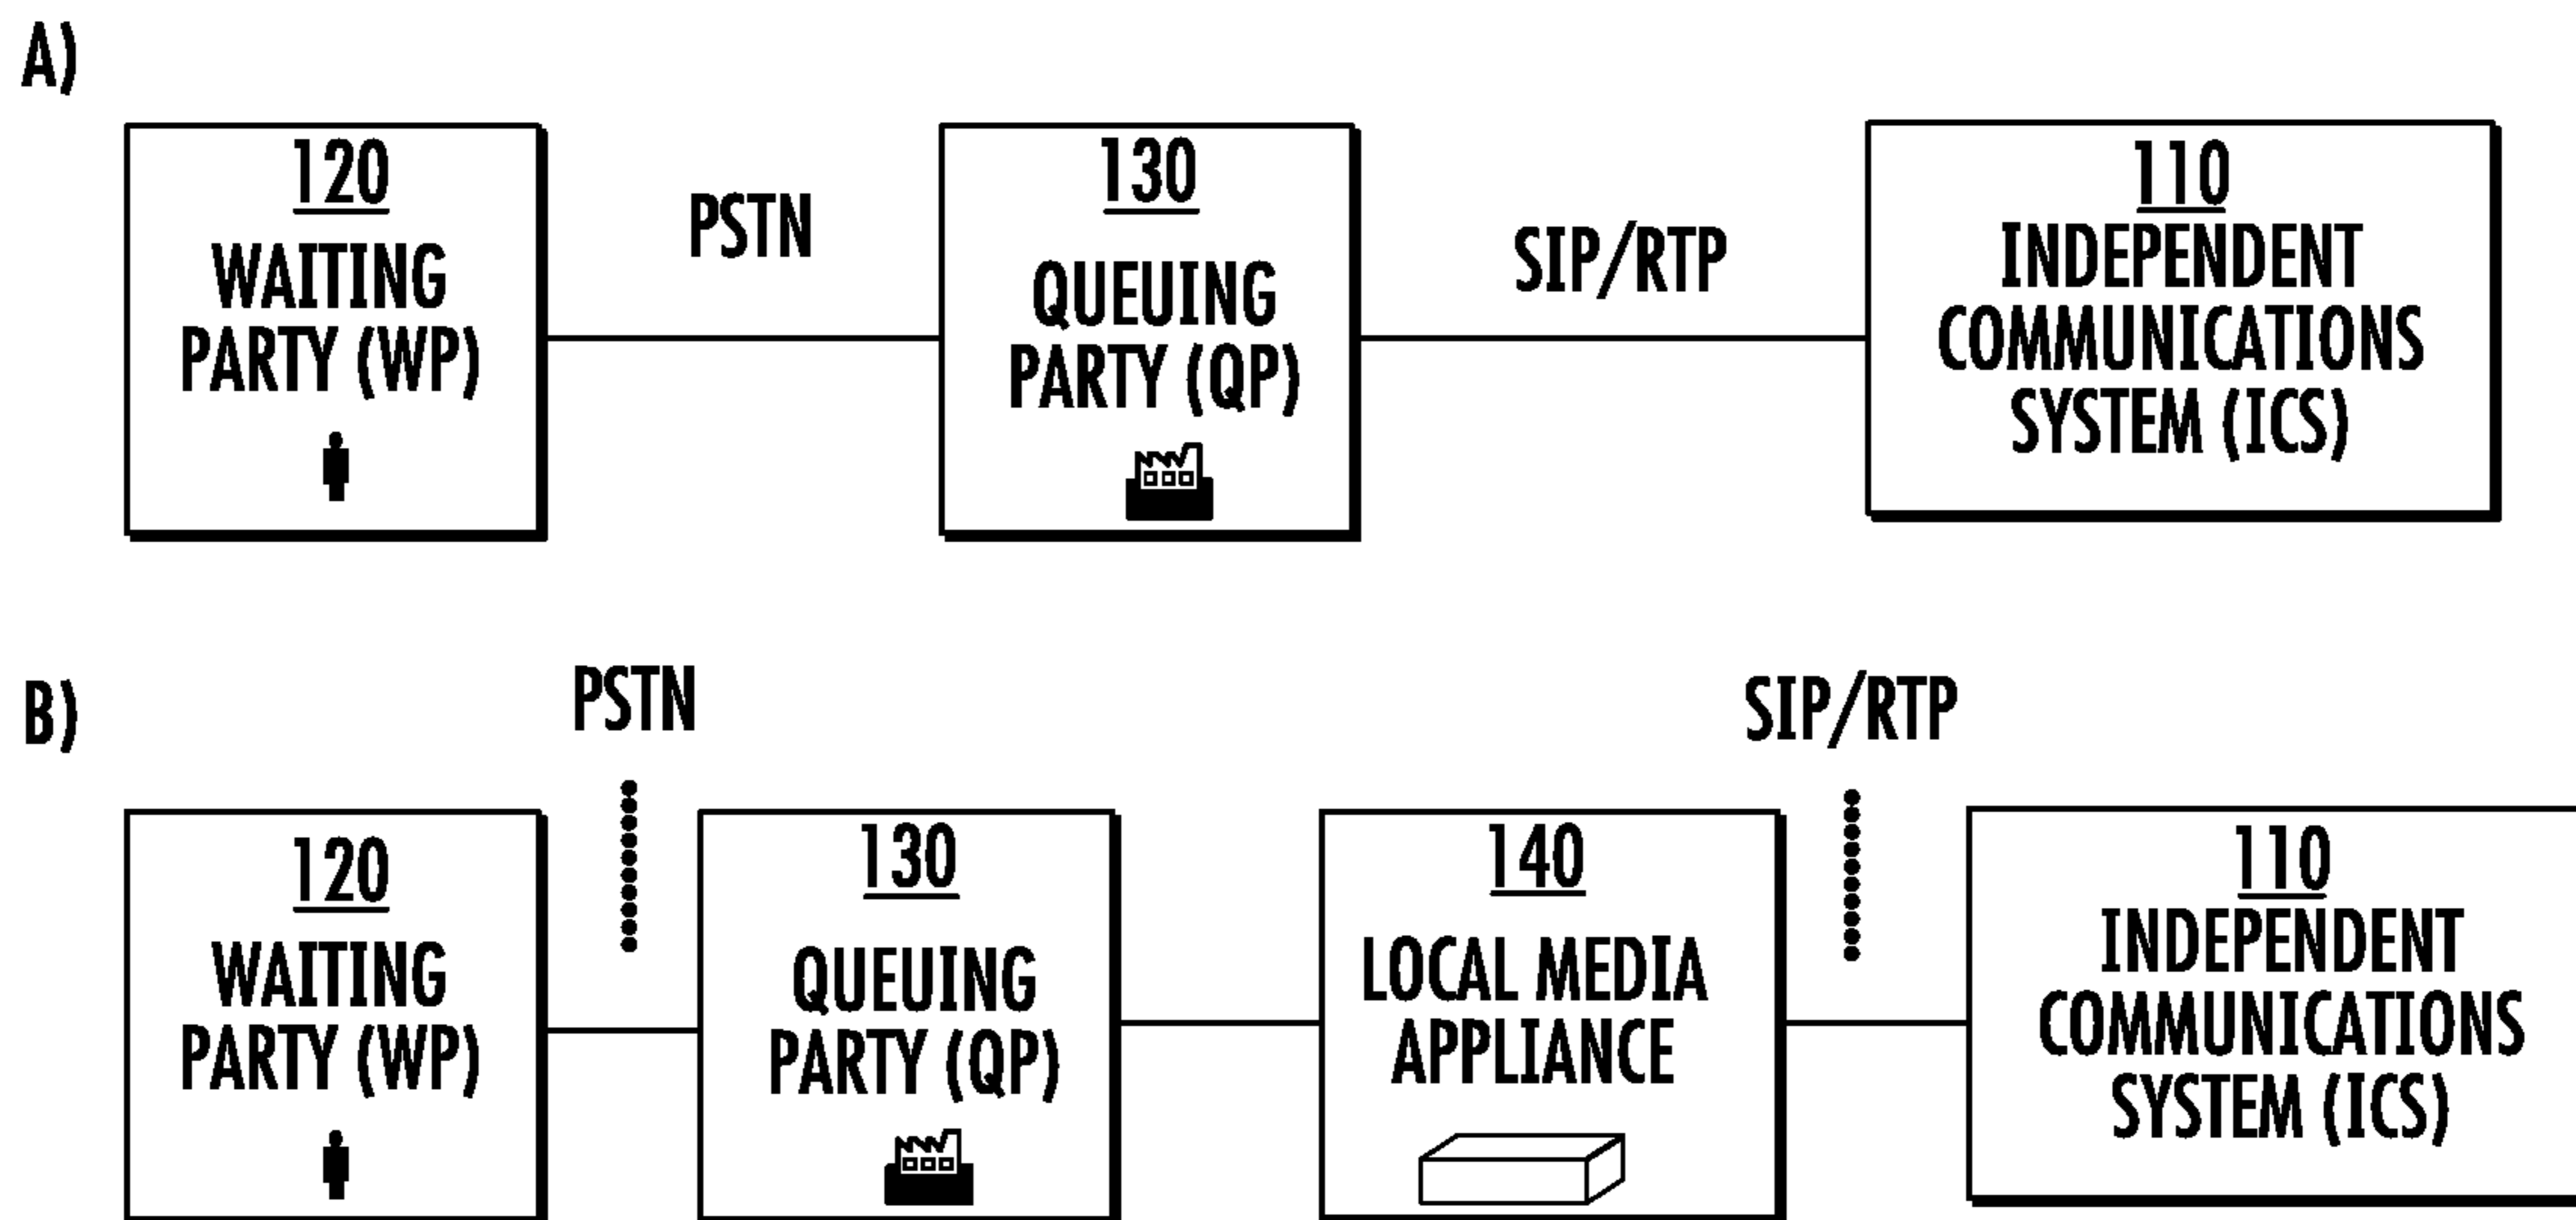 A)
120
WAITING
PARTY (WP)
PSTN
130
QUEUING
PARTY (QP)
SIP/RTP
110
INDEPENDENT
COMMUNICATIONS
SYSTEM (ICS)
B)
120
WAITING
PARTY (WP)
PSTN
130
QUEUING
PARTY (QP)
140
LOCAL MEDIA
APPLIANCE
SIP/RTP
110
INDEPENDENT
COMMUNICATIONS
SYSTEM (ICS)